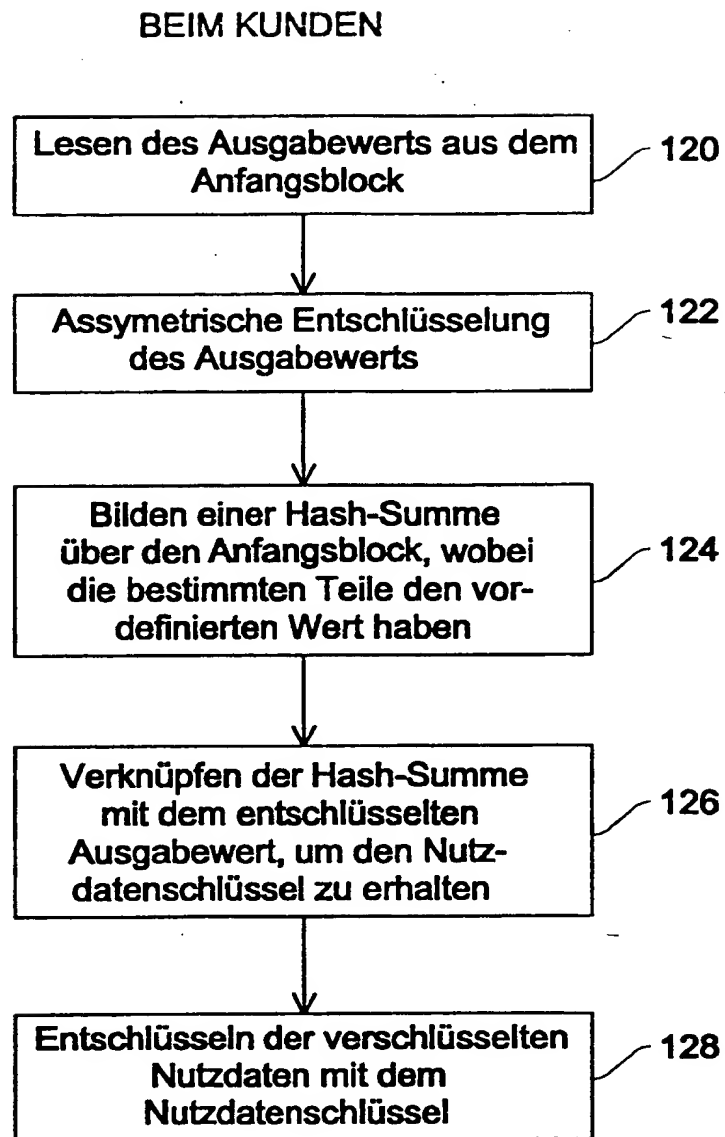 BEIM KUNDEN
Lesen des Ausgabewerts aus dem
Anfangsblock
120
Assymetrische Entschlüsselung
des Ausgabewerts
122
Bilden einer Hash-Summe
über den Anfangsblock, wobei
die bestimmten Teile den vor-
definierten Wert haben
124
Verknüpfen der Hash-Summe
mit dem entschlüsselten
Ausgabewert, um den Nutz-
datenschlüssel zu erhalten
126
Entschlüsseln der verschlüsselten
Nutzdaten mit dem
Nutzdatenschlüssel
128